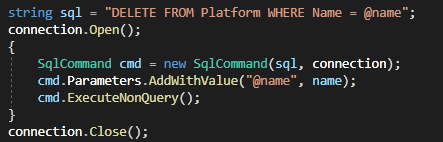 string sql = "DELETE FROM Platform WHERE Name = @name";
connection.Open();
{
SqlCommand cmd = new SqlCommand(sql, connection);
cmd.Parameters.AddWithValue("@name", name);
cmd.ExecuteNonQuery();
}
connection.Close();